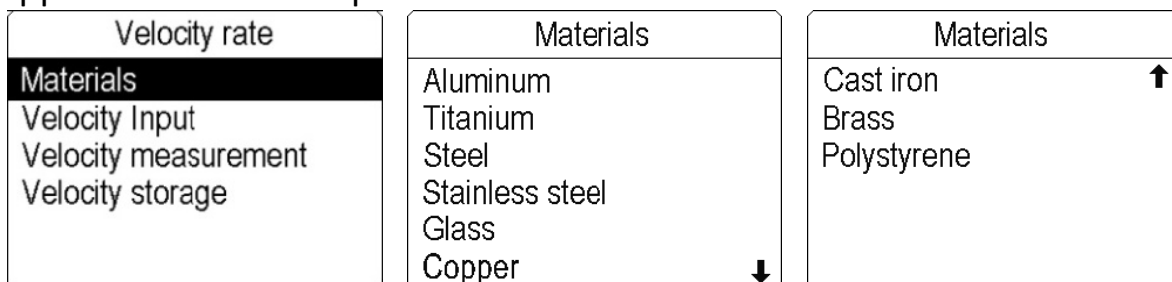 Velocity rate
Materials
Velocity Input
Velocity measurement
Velocity storage
Materials
Aluminum
Titanium
Steel
Stainless steel
Glass
Copper
Materials
Cast iron
Brass
Polystyrene